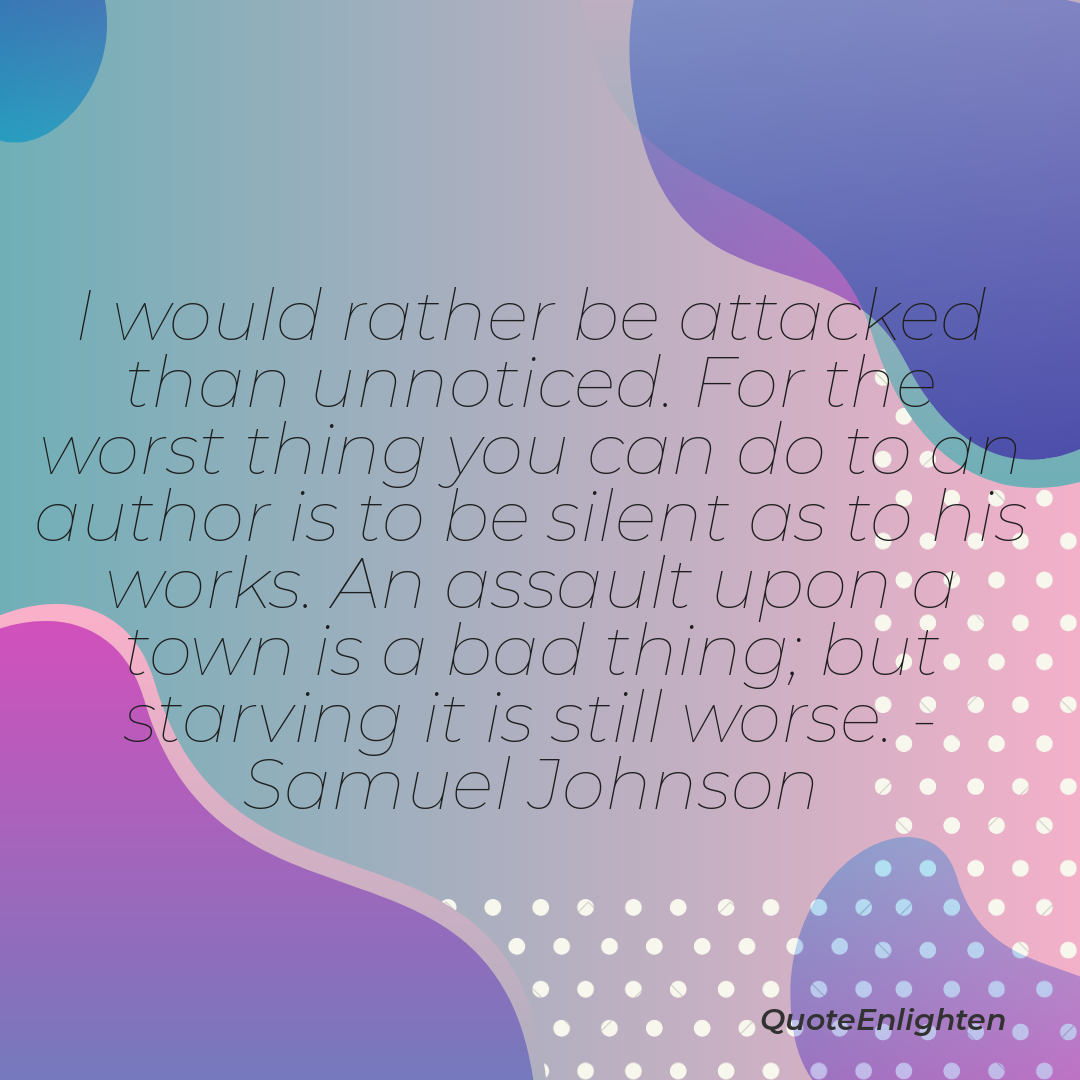 I would rather be attacked
than unnoticed. For the
worst thing you can do to an
author is to be silent as to his
works. An assault upon a
town is a bad thing; but
starving it is still worse. -
Samuel Johnson
QuoteEnlighten